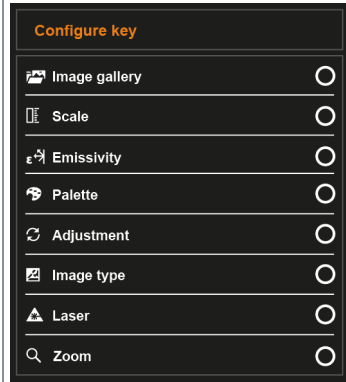 Configure key
Image gallery
Scale
ε Emissivity
Palette
Adjustment
Image type
Laser
Zoom